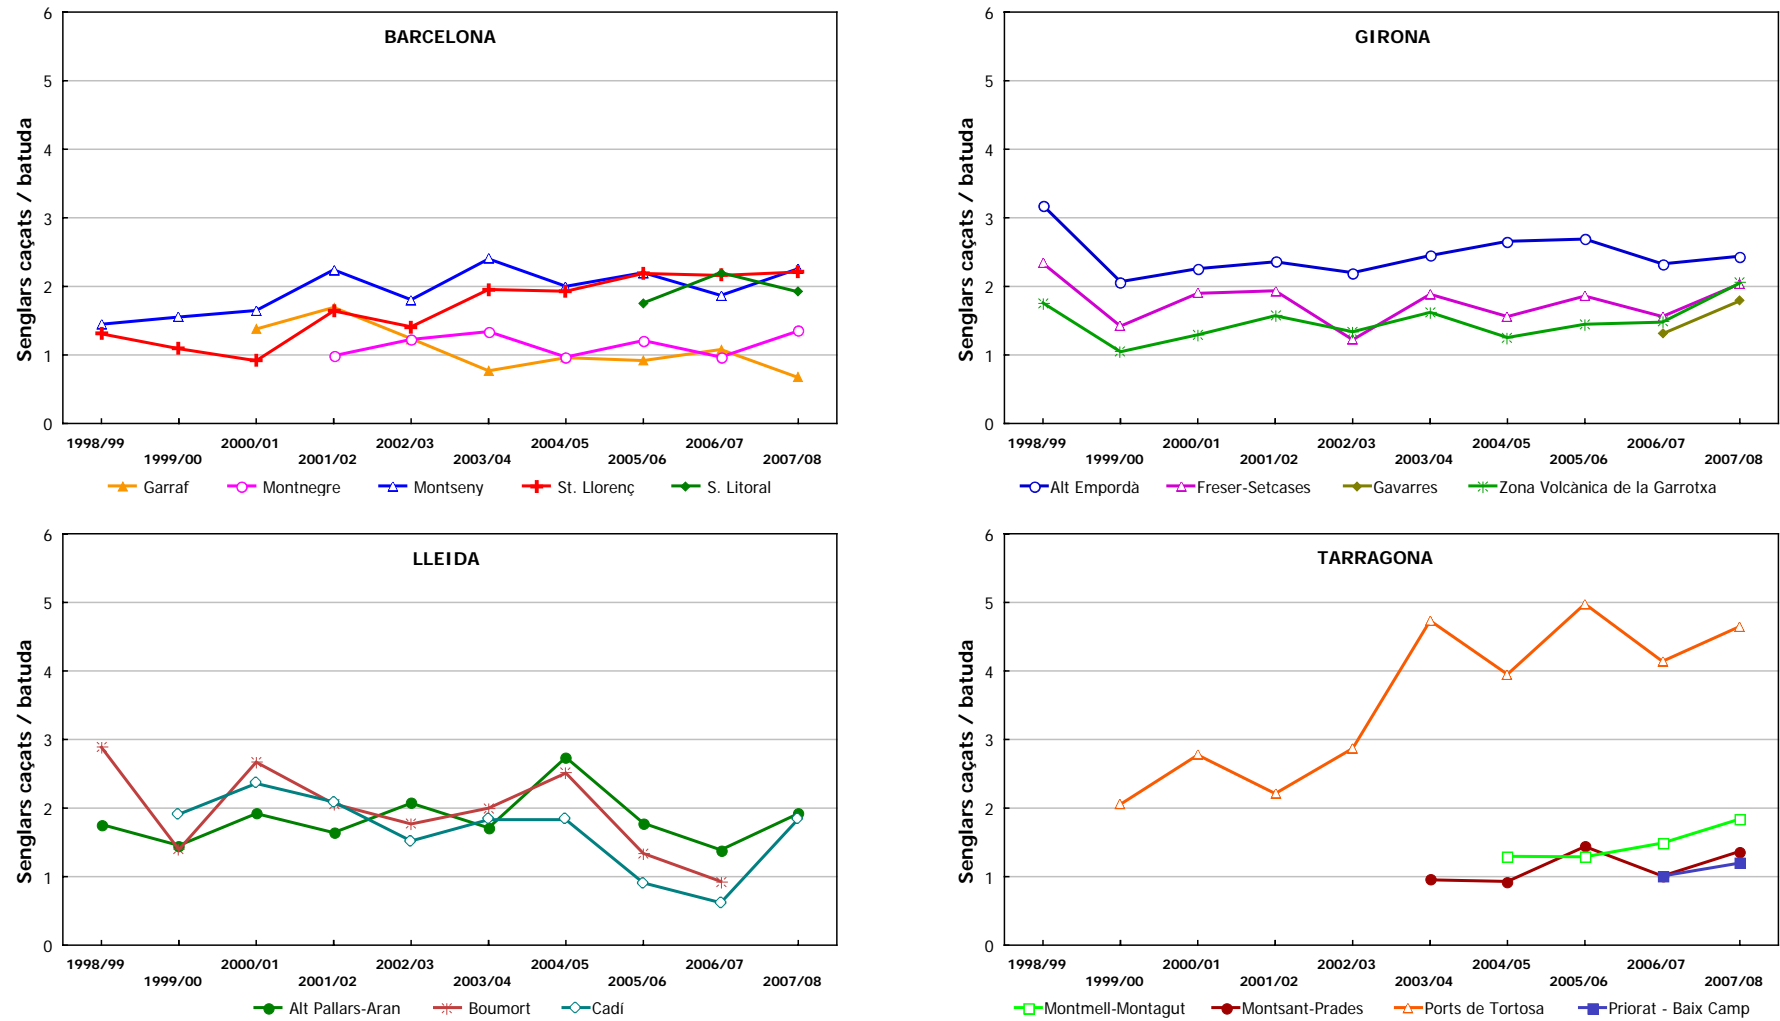 BARCELONA
Senglars caçats / batuda
6
5
4
3
2
1
0
1998/99 2000/01 2002/03 2004/05 2006/07
1999/00 2001/02 2003/04 2005/06 2007/08
Garraf Montnegre Montseny St. Llorenç S. Litoral
GIRONA
Senglars caçats / batuda
6
5
4
3
2
1
0
1998/99 2000/01 2002/03 2004/05 2006/07
1999/00 2001/02 2003/04 2005/06 2007/08
Alt Empordà Freser-Setcases Gavarres Zona Volcànica de la Garrotxa
LLEIDA
Senglars caçats / batuda
6
5
4
3
2
1
0
1998/99 2000/01 2002/03 2004/05 2006/07
1999/00 2001/02 2003/04 2005/06 2007/08
Alt Pallars-Aran Boumort Cadí
TARRAGONA
Senglars caçats / batuda
6
5
4
3
2
1
0
1998/99 2000/01 2002/03 2004/05 2006/07
1999/00 2001/02 2003/04 2005/06 2007/08
Montmell-Montagut Montsant-Prades Ports de Tortosa Priorat - Baix Camp